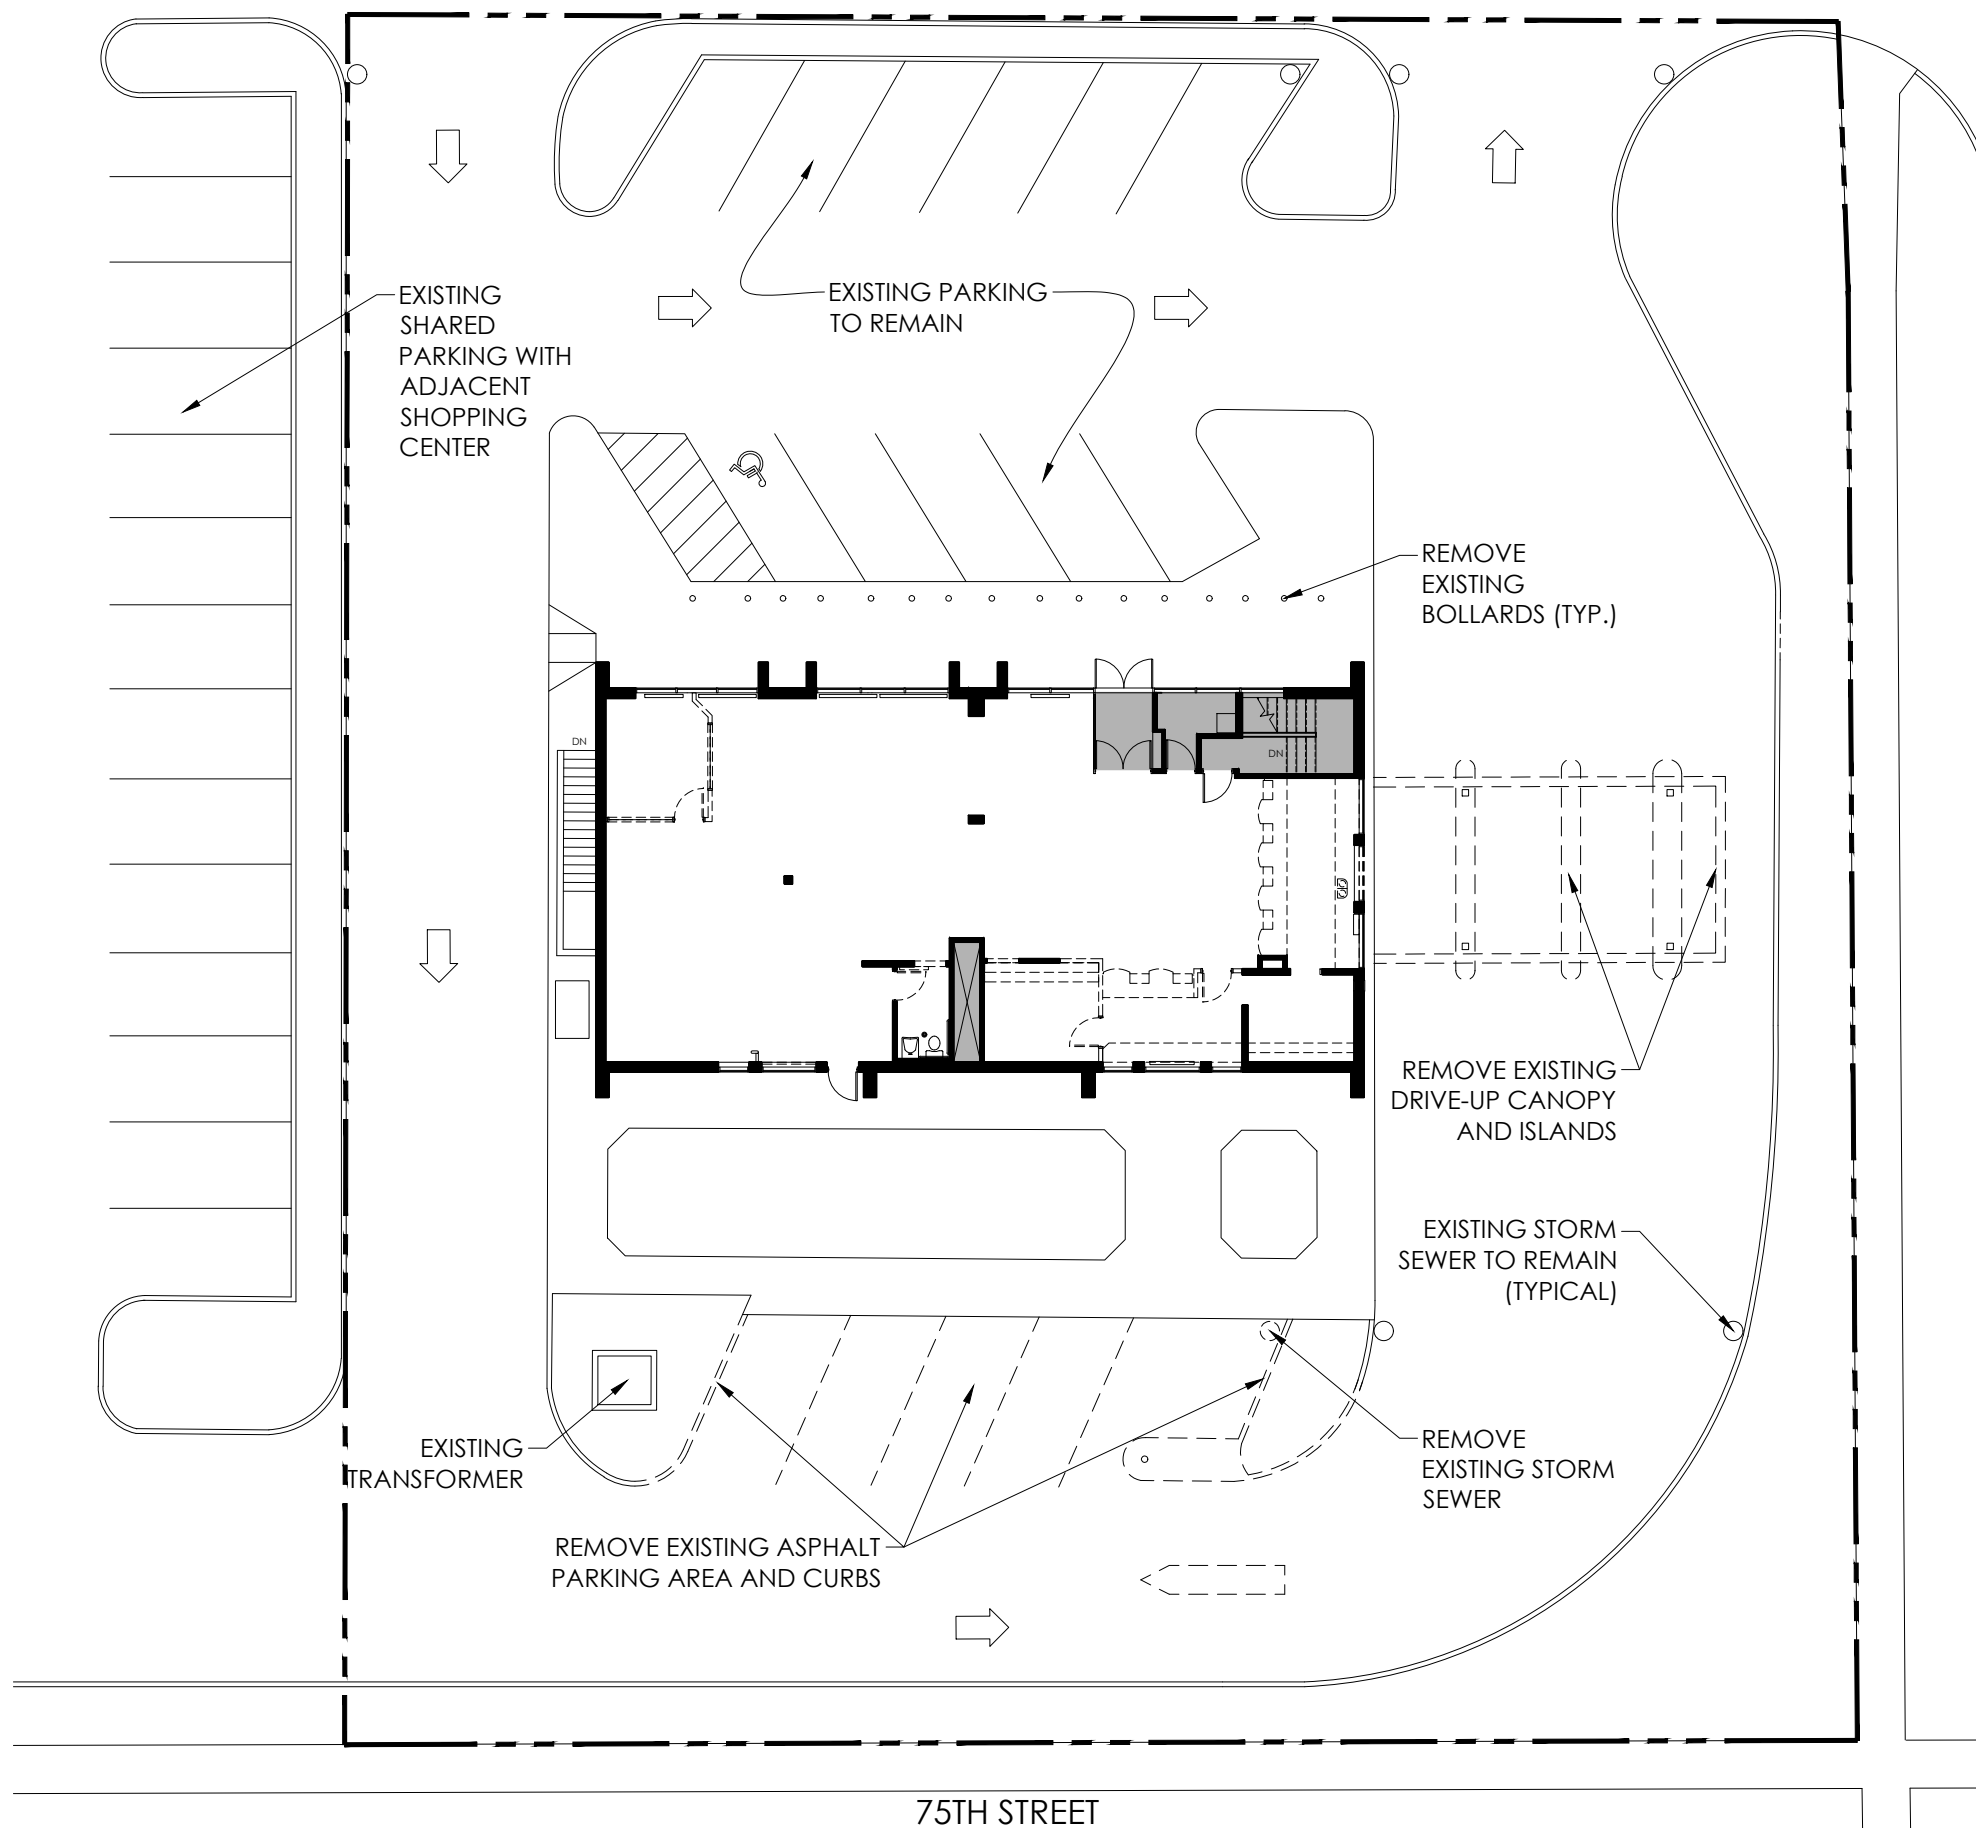 EXISTING
SHARED
PARKING WITH
ADJACENT
SHOPPING
CENTER
EXISTING PARKING
TO REMAIN
REMOVE
EXISTING
BOLLARDS (TYP.)
DN
DN
REMOVE EXISTING
DRIVE-UP CANOPY
AND ISLANDS
EXISTING STORM
SEWER TO REMAIN
(TYPICAL)
EXISTING
TRANSFORMER
REMOVE
EXISTING STORM
SEWER
REMOVE EXISTING ASPHALT
PARKING AREA AND CURBS
75TH STREET